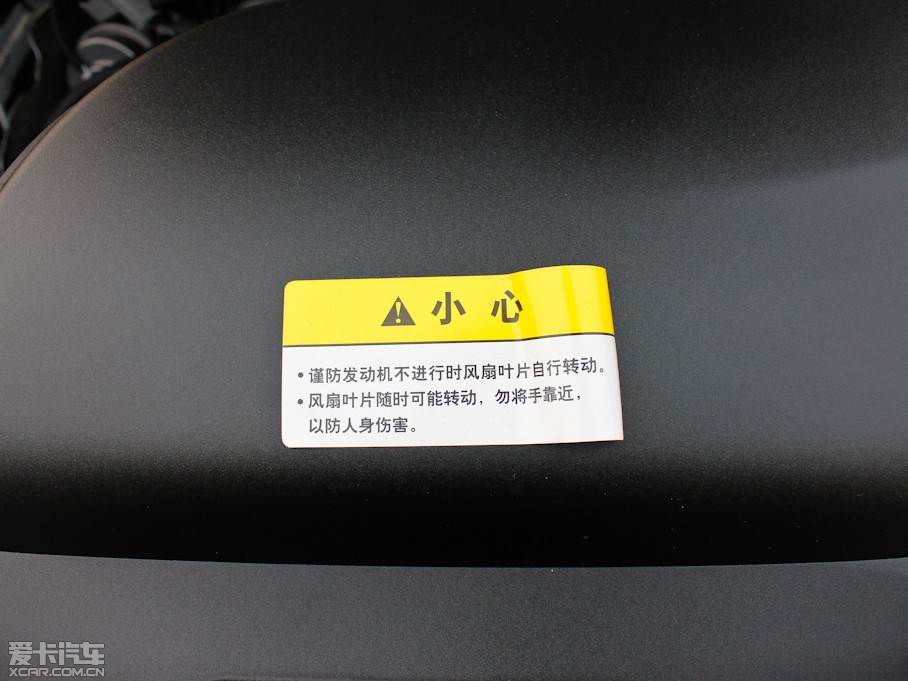 小 心
•谨防发动机不进行时风扇叶片自行转动。
•风扇叶片随时可能转动，勿将手靠近，
以防人身伤害。
爱卡汽车
XCAR.COM.CN